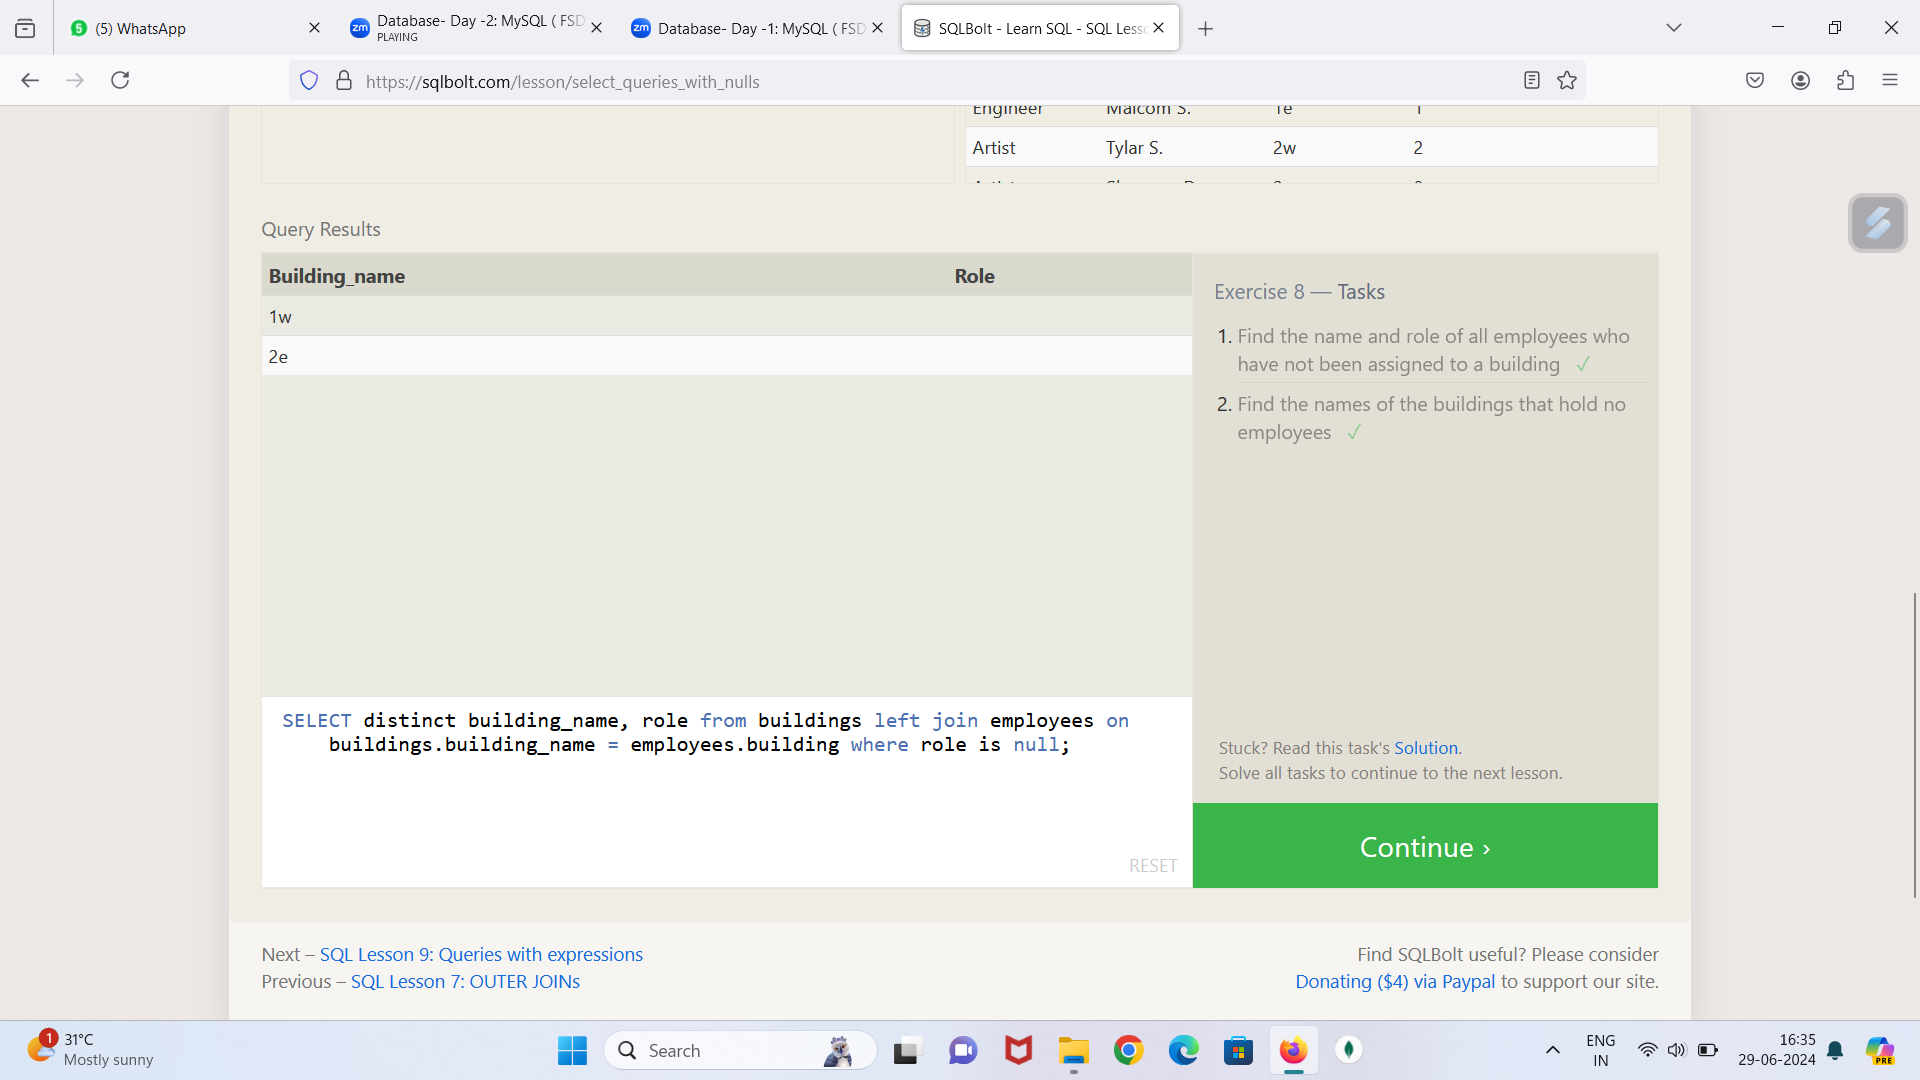 (5) WhatsApp
Database- Day -2: MySQL ( FSD
PLAYING
Database- Day -1: MySQL ( FSD
SQLBolt - Learn SQL - SQL Less
https://sqlbolt.com/lesson/select_queries_with_nulls
Engineer Malcom S. 1e 1
Artist Tylar S. 2w 2
Query Results
Building_name Role
1w
2e
Exercise 8 — Tasks
1. Find the name and role of all employees who
have not been assigned to a building ✓
2. Find the names of the buildings that hold no
employees ✓
SELECT distinct building_name, role from buildings left join employees on
buildings.building_name = employees.building where role is null;
RESET
Stuck? Read this task's Solution.
Solve all tasks to continue to the next lesson.
Continue ›
Next – SQL Lesson 9: Queries with expressions
Previous – SQL Lesson 7: OUTER JOINs
Find SQLBolt useful? Please consider
Donating ($4) via Paypal to support our site.
1
31°C
Mostly sunny
Search
ENG
IN
16:35
29-06-2024
PRE